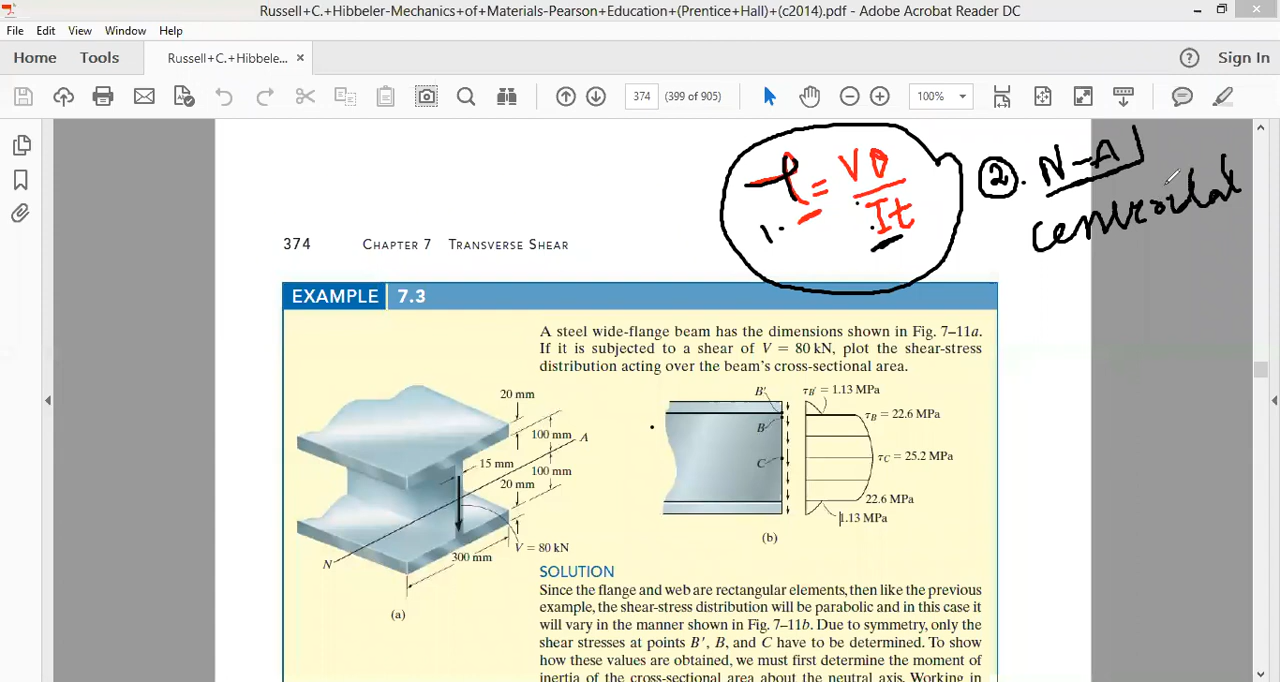 Russell+C.+Hibbeler-Mechanics+of+Materials-Pearson+Education+(Prentice+Hall)+(c2014).pdf - Adobe Acrobat Reader DC
File Edit View Window Help
Home Tools
Russell+C.+Hibbele... ×
Sign In
374 (399 of 905)
100%
τ = VQ
It
1.
2. N-A
centroidal
374 CHAPTER 7 TRANSVERSE SHEAR
EXAMPLE 7.3
A steel wide-flange beam has the dimensions shown in Fig. 7–11a.
If it is subjected to a shear of V = 80 kN, plot the shear-stress
distribution acting over the beam's cross-sectional area.
20 mm
100 mm
A
15 mm
100 mm
20 mm
N
300 mm
V = 80 kN
(a)
B′
B
C
τB′ = 1.13 MPa
τB = 22.6 MPa
τC = 25.2 MPa
22.6 MPa
1.13 MPa
(b)
SOLUTION
Since the flange and web are rectangular elements, then like the previous
example, the shear-stress distribution will be parabolic and in this case it
will vary in the manner shown in Fig. 7–11b. Due to symmetry, only the
shear stresses at points B′, B, and C have to be determined. To show
how these values are obtained, we must first determine the moment of
inertia of the cross-sectional area about the neutral axis. Working in